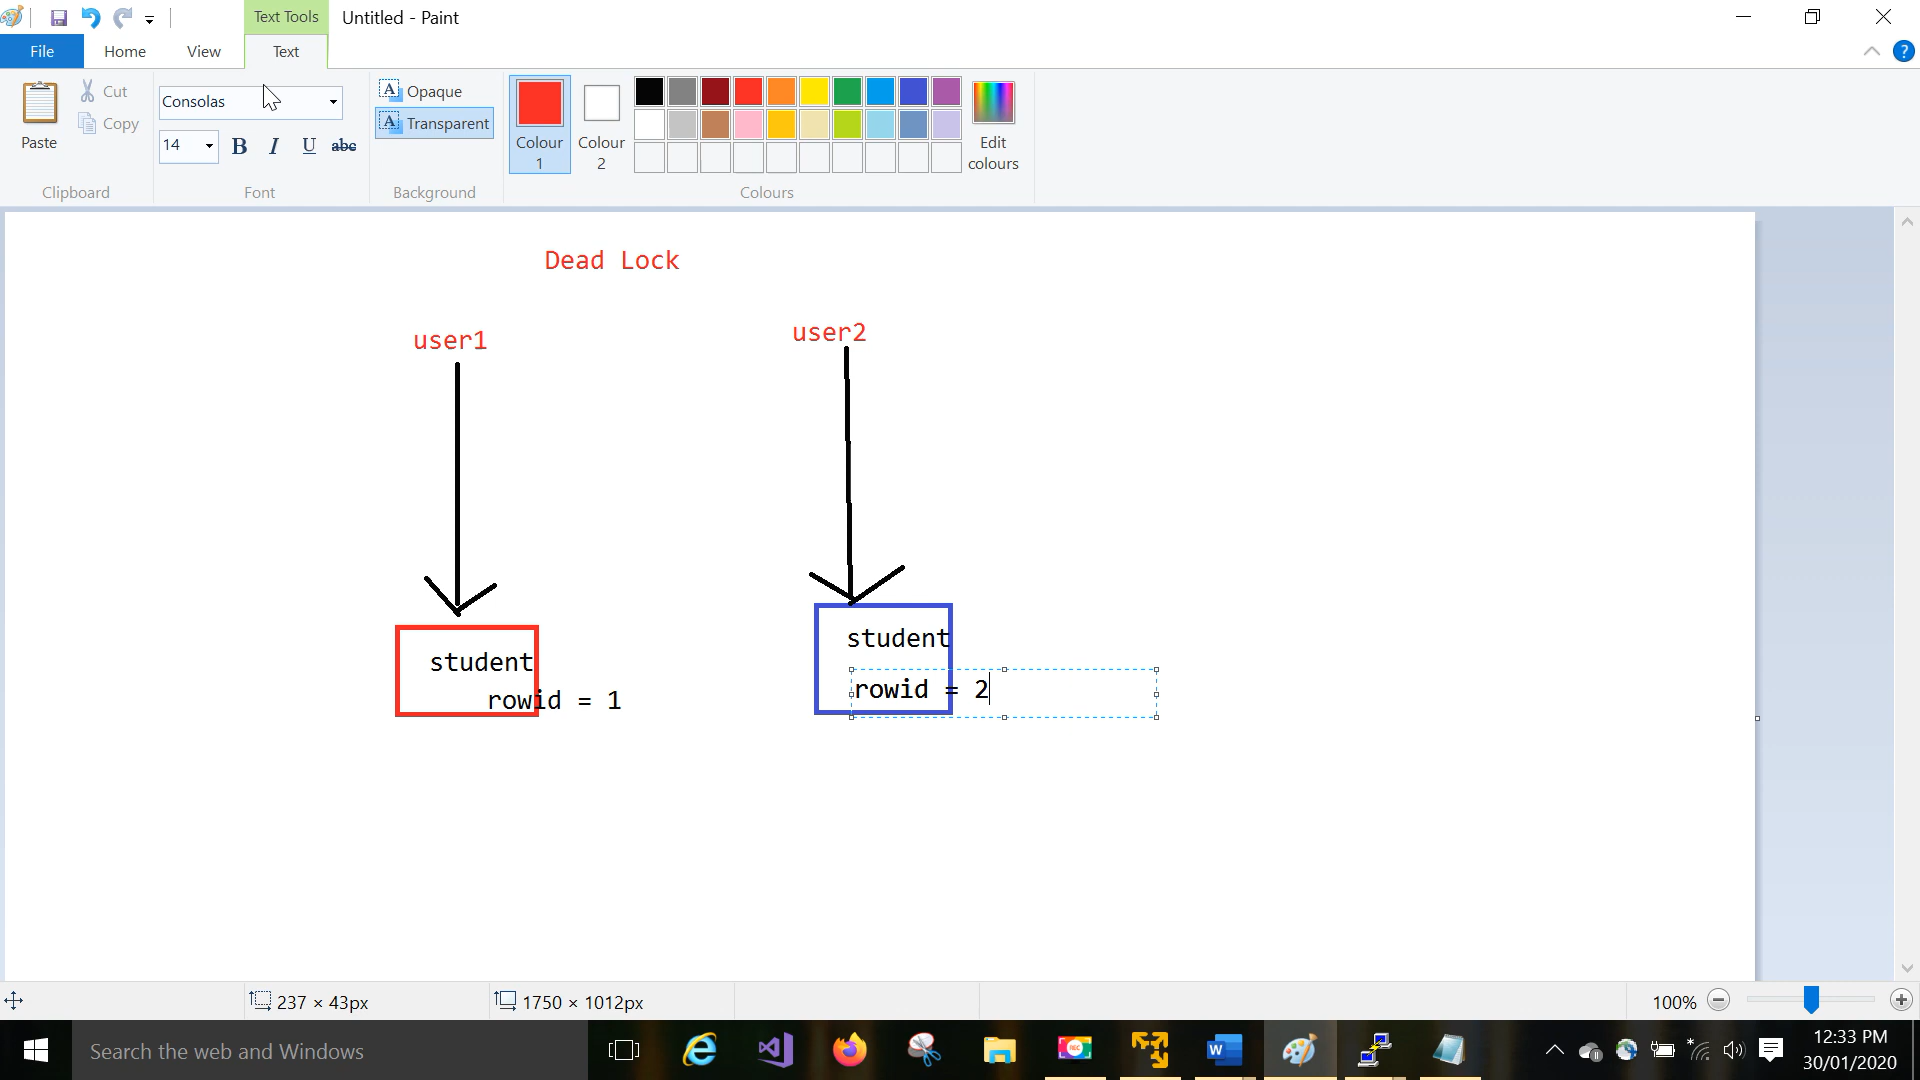 Text Tools
Untitled - Paint
File
Home
View
Text
?
Paste
Cut
Copy
Clipboard
Consolas
14
B
I
U
abc
Font
A Opaque
A Transparent
Background
Colour 1
Colour 2
Edit colours
Colours
Dead Lock
user1
user2
student
rowid = 1
student
rowid = 2
237 × 43px
1750 × 1012px
100%
Search the web and Windows
12:33 PM
30/01/2020